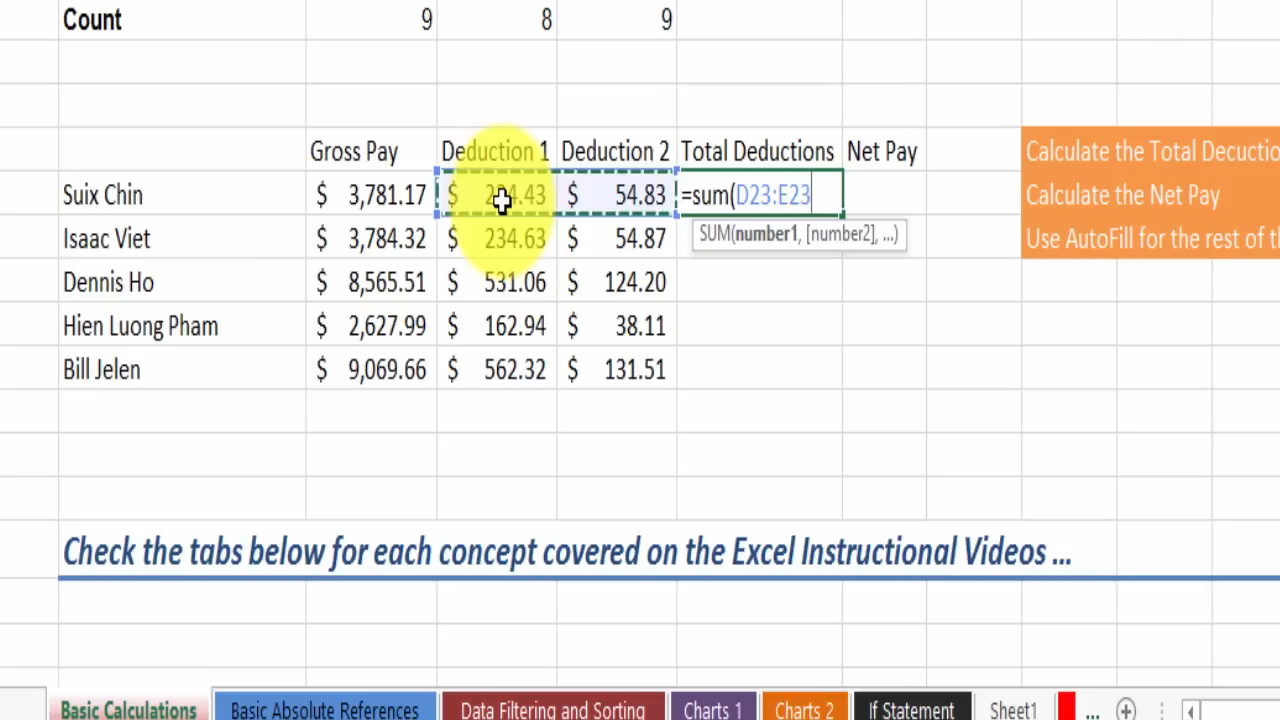 Count 9 8 9
Gross Pay Deduction 1 Deduction 2 Total Deductions Net Pay Calculate the Total Decuctio
Suix Chin $ 3,781.17 $ 234.43 $ 54.83 =sum(D23:E23 Calculate the Net Pay
Isaac Viet $ 3,784.32 $ 234.63 $ 54.87 SUM(number1, [number2], ...) Use AutoFill for the rest of th
Dennis Ho $ 8,565.51 $ 531.06 $ 124.20
Hien Luong Pham $ 2,627.99 $ 162.94 $ 38.11
Bill Jelen $ 9,069.66 $ 562.32 $ 131.51
Check the tabs below for each concept covered on the Excel Instructional Videos ...
Basic Calculations Basic Absolute References Data Filtering and Sorting Charts 1 Charts 2 If Statement Sheet1 ...